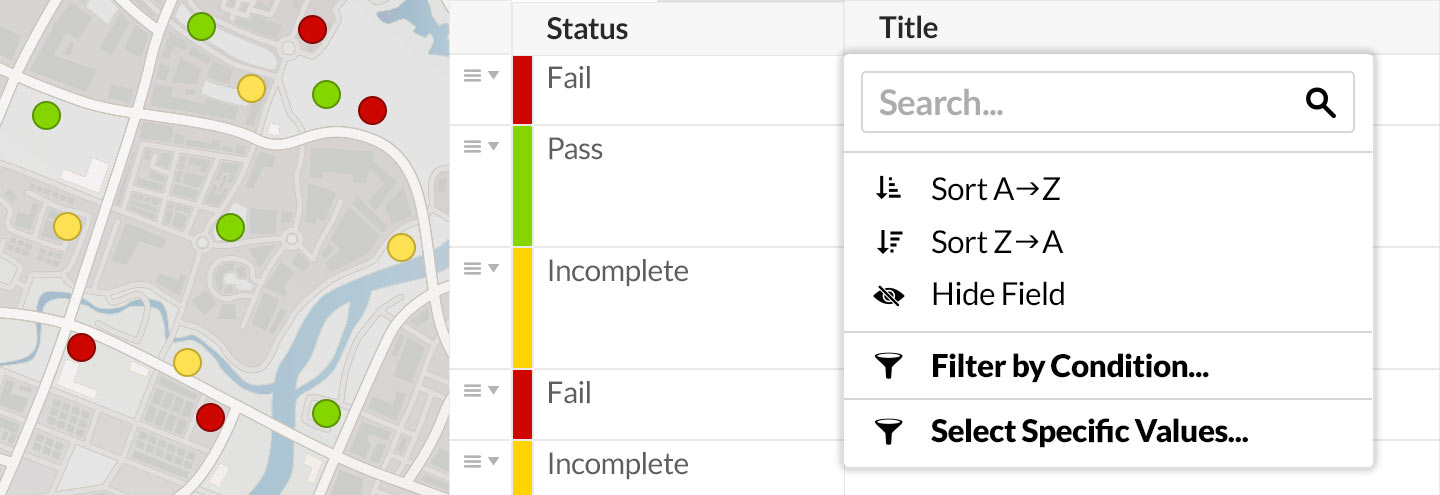 Status
Title
Fail
Pass
Incomplete
Fail
Incomplete
Search...
Sort A→Z
Sort Z→A
Hide Field
Filter by Condition...
Select Specific Values...